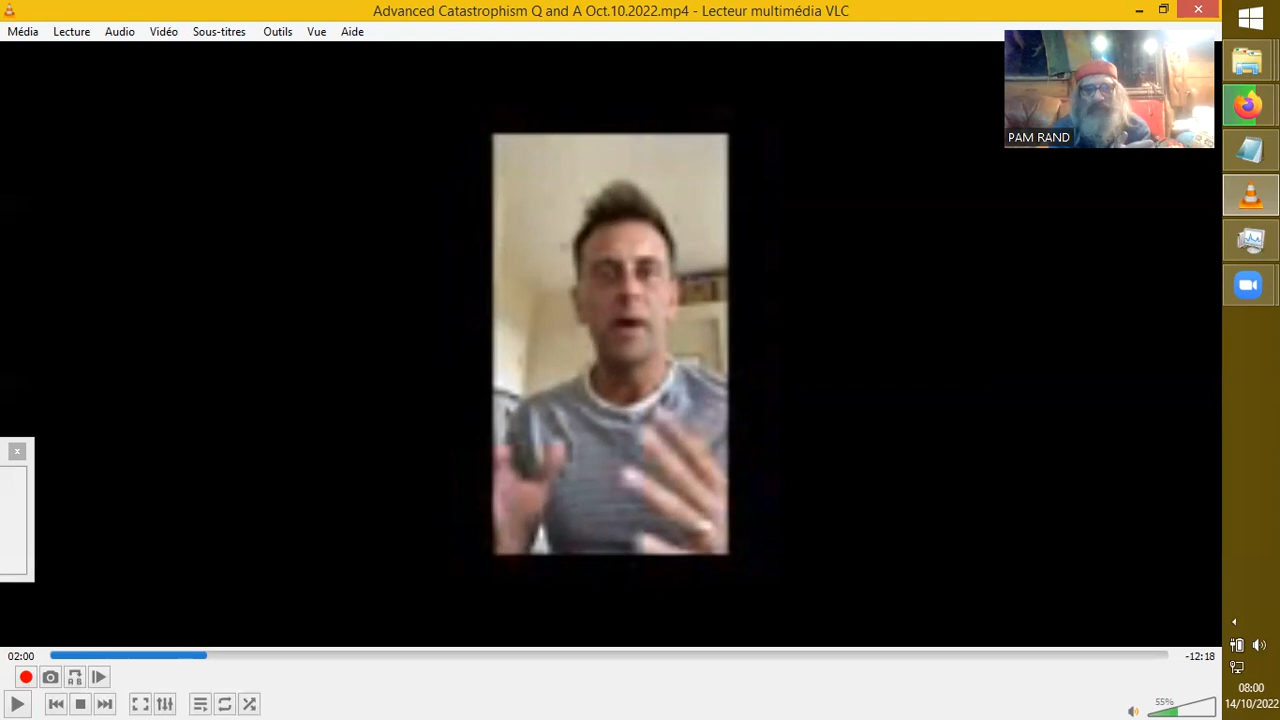 Advanced Catastrophism Q and A Oct.10.2022.mp4 - Lecteur multimédia VLC
Média Lecture Audio Vidéo Sous-titres Outils Vue Aide
PAM RAND
02:00 -12:18
A B
55%
08:00
14/10/2022